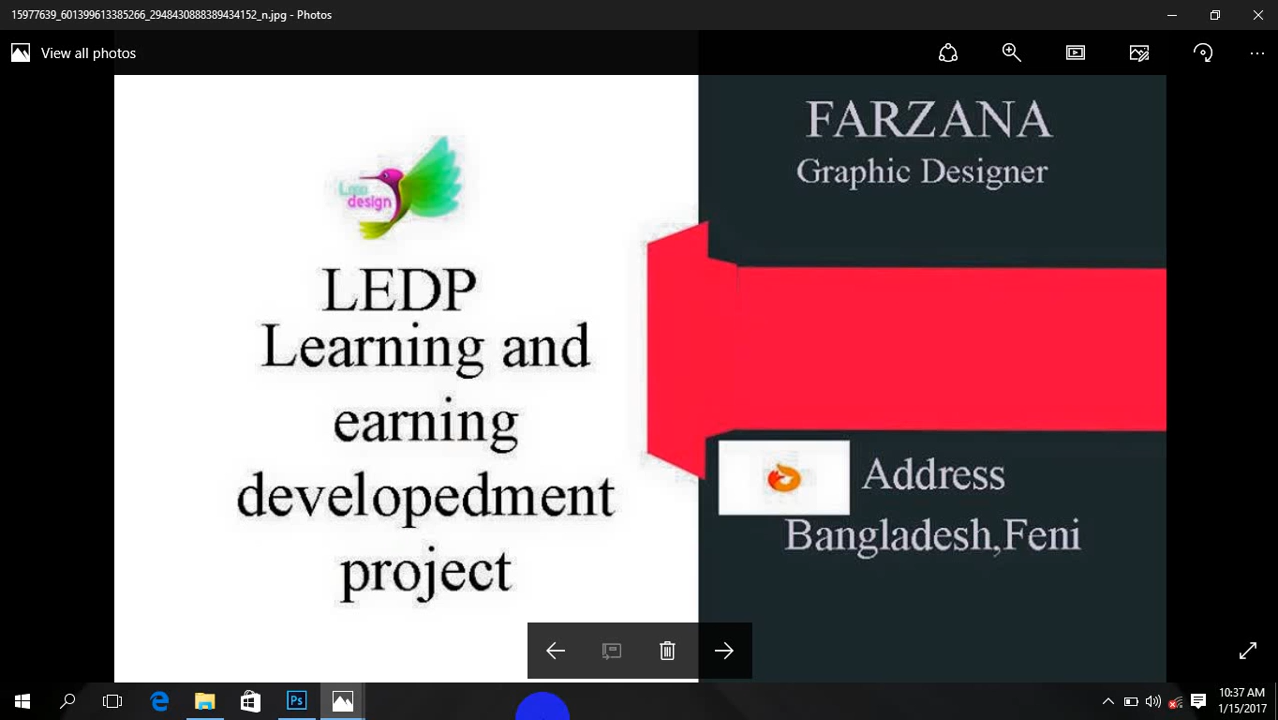 15977639_601399613385266_2948430888389434152_n.jpg - Photos
View all photos
Logo
design
LEDP
Learning and
earning
developedment
project
FARZANA
Graphic Designer
Address
Bangladesh,Feni
Ps
10:37 AM
1/15/2017